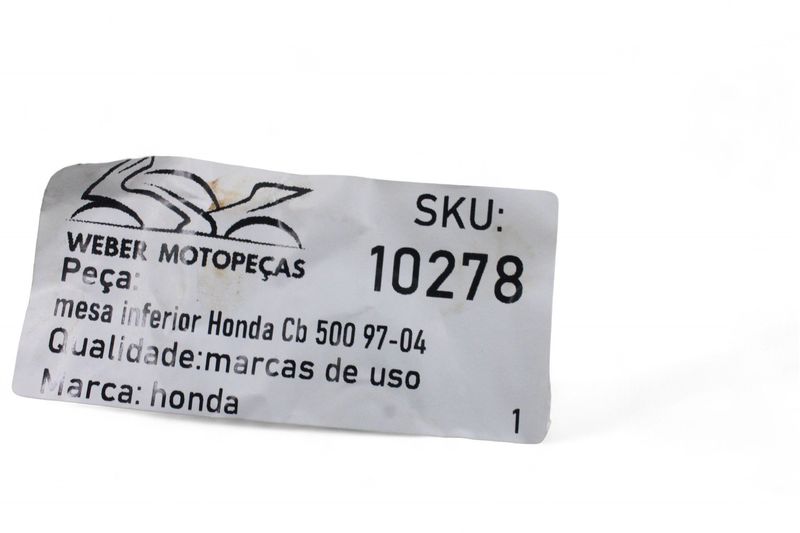 WEBER MOTOPEÇAS
SKU:
10278
Peça:
mesa inferior Honda Cb 500 97-04
Qualidade:marcas de uso
Marca: honda
1